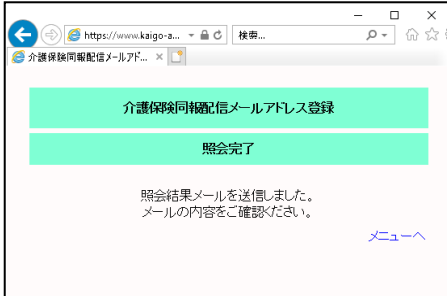 https://www.kaigo-a...
検索...
介護保険同報配信メールアド...
介護保険同報配信メールアドレス登録
照会完了
照会結果メールを送信しました。
メールの内容をご確認ください。
メニューへ